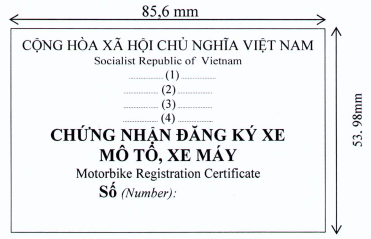 85,6 mm
CỘNG HÒA XÃ HỘI CHỦ NGHĨA VIỆT NAM
Socialist Republic of Vietnam
............ (1) ............
............ (2) ............
............ (3) ............
............ (4) ............
CHỨNG NHẬN ĐĂNG KÝ XE
MÔ TÔ, XE MÁY
Motorbike Registration Certificate
Số (Number):
53. 98mm